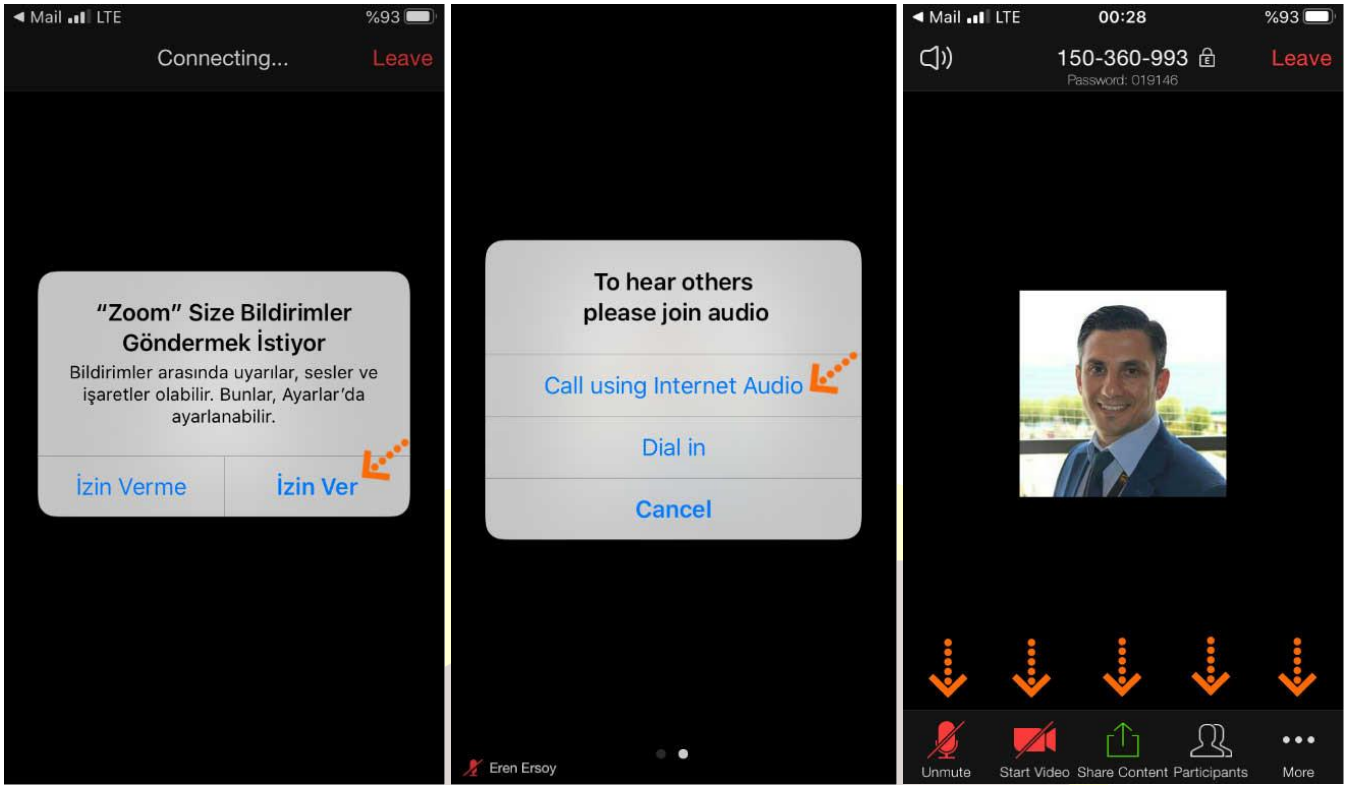 Mail LTE %93
Connecting... Leave
“Zoom” Size Bildirimler
Göndermek İstiyor
Bildirimler arasında uyarılar, sesler ve
işaretler olabilir. Bunlar, Ayarlar’da
ayarlanabilir.
İzin Verme İzin Ver
To hear others
please join audio
Call using Internet Audio
Dial in
Cancel
Eren Ersoy
Mail LTE 00:28 %93
150-360-993 E Leave
Password: 019146
Unmute Start Video Share Content Participants More